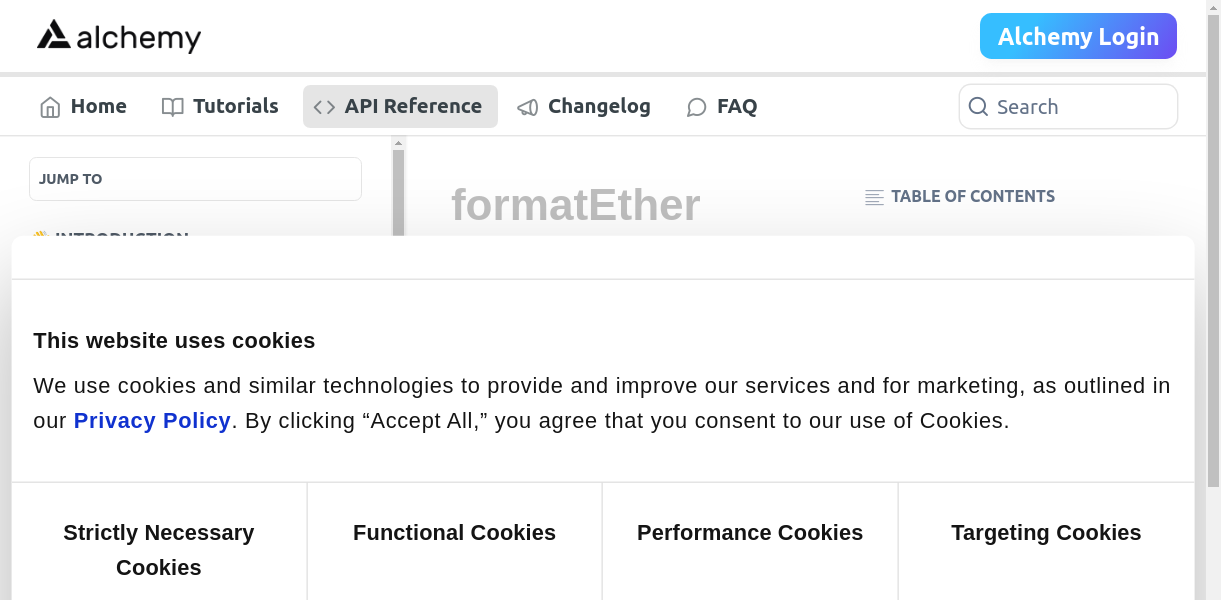 alchemy
Alchemy Login
Home
Tutorials
API Reference
Changelog
FAQ
Search
JUMP TO
formatEther
TABLE OF CONTENTS
INTRODUCTION
This website uses cookies
We use cookies and similar technologies to provide and improve our services and for marketing, as outlined in
our Privacy Policy. By clicking “Accept All,” you agree that you consent to our use of Cookies.
Strictly Necessary
Cookies
Functional Cookies
Performance Cookies
Targeting Cookies